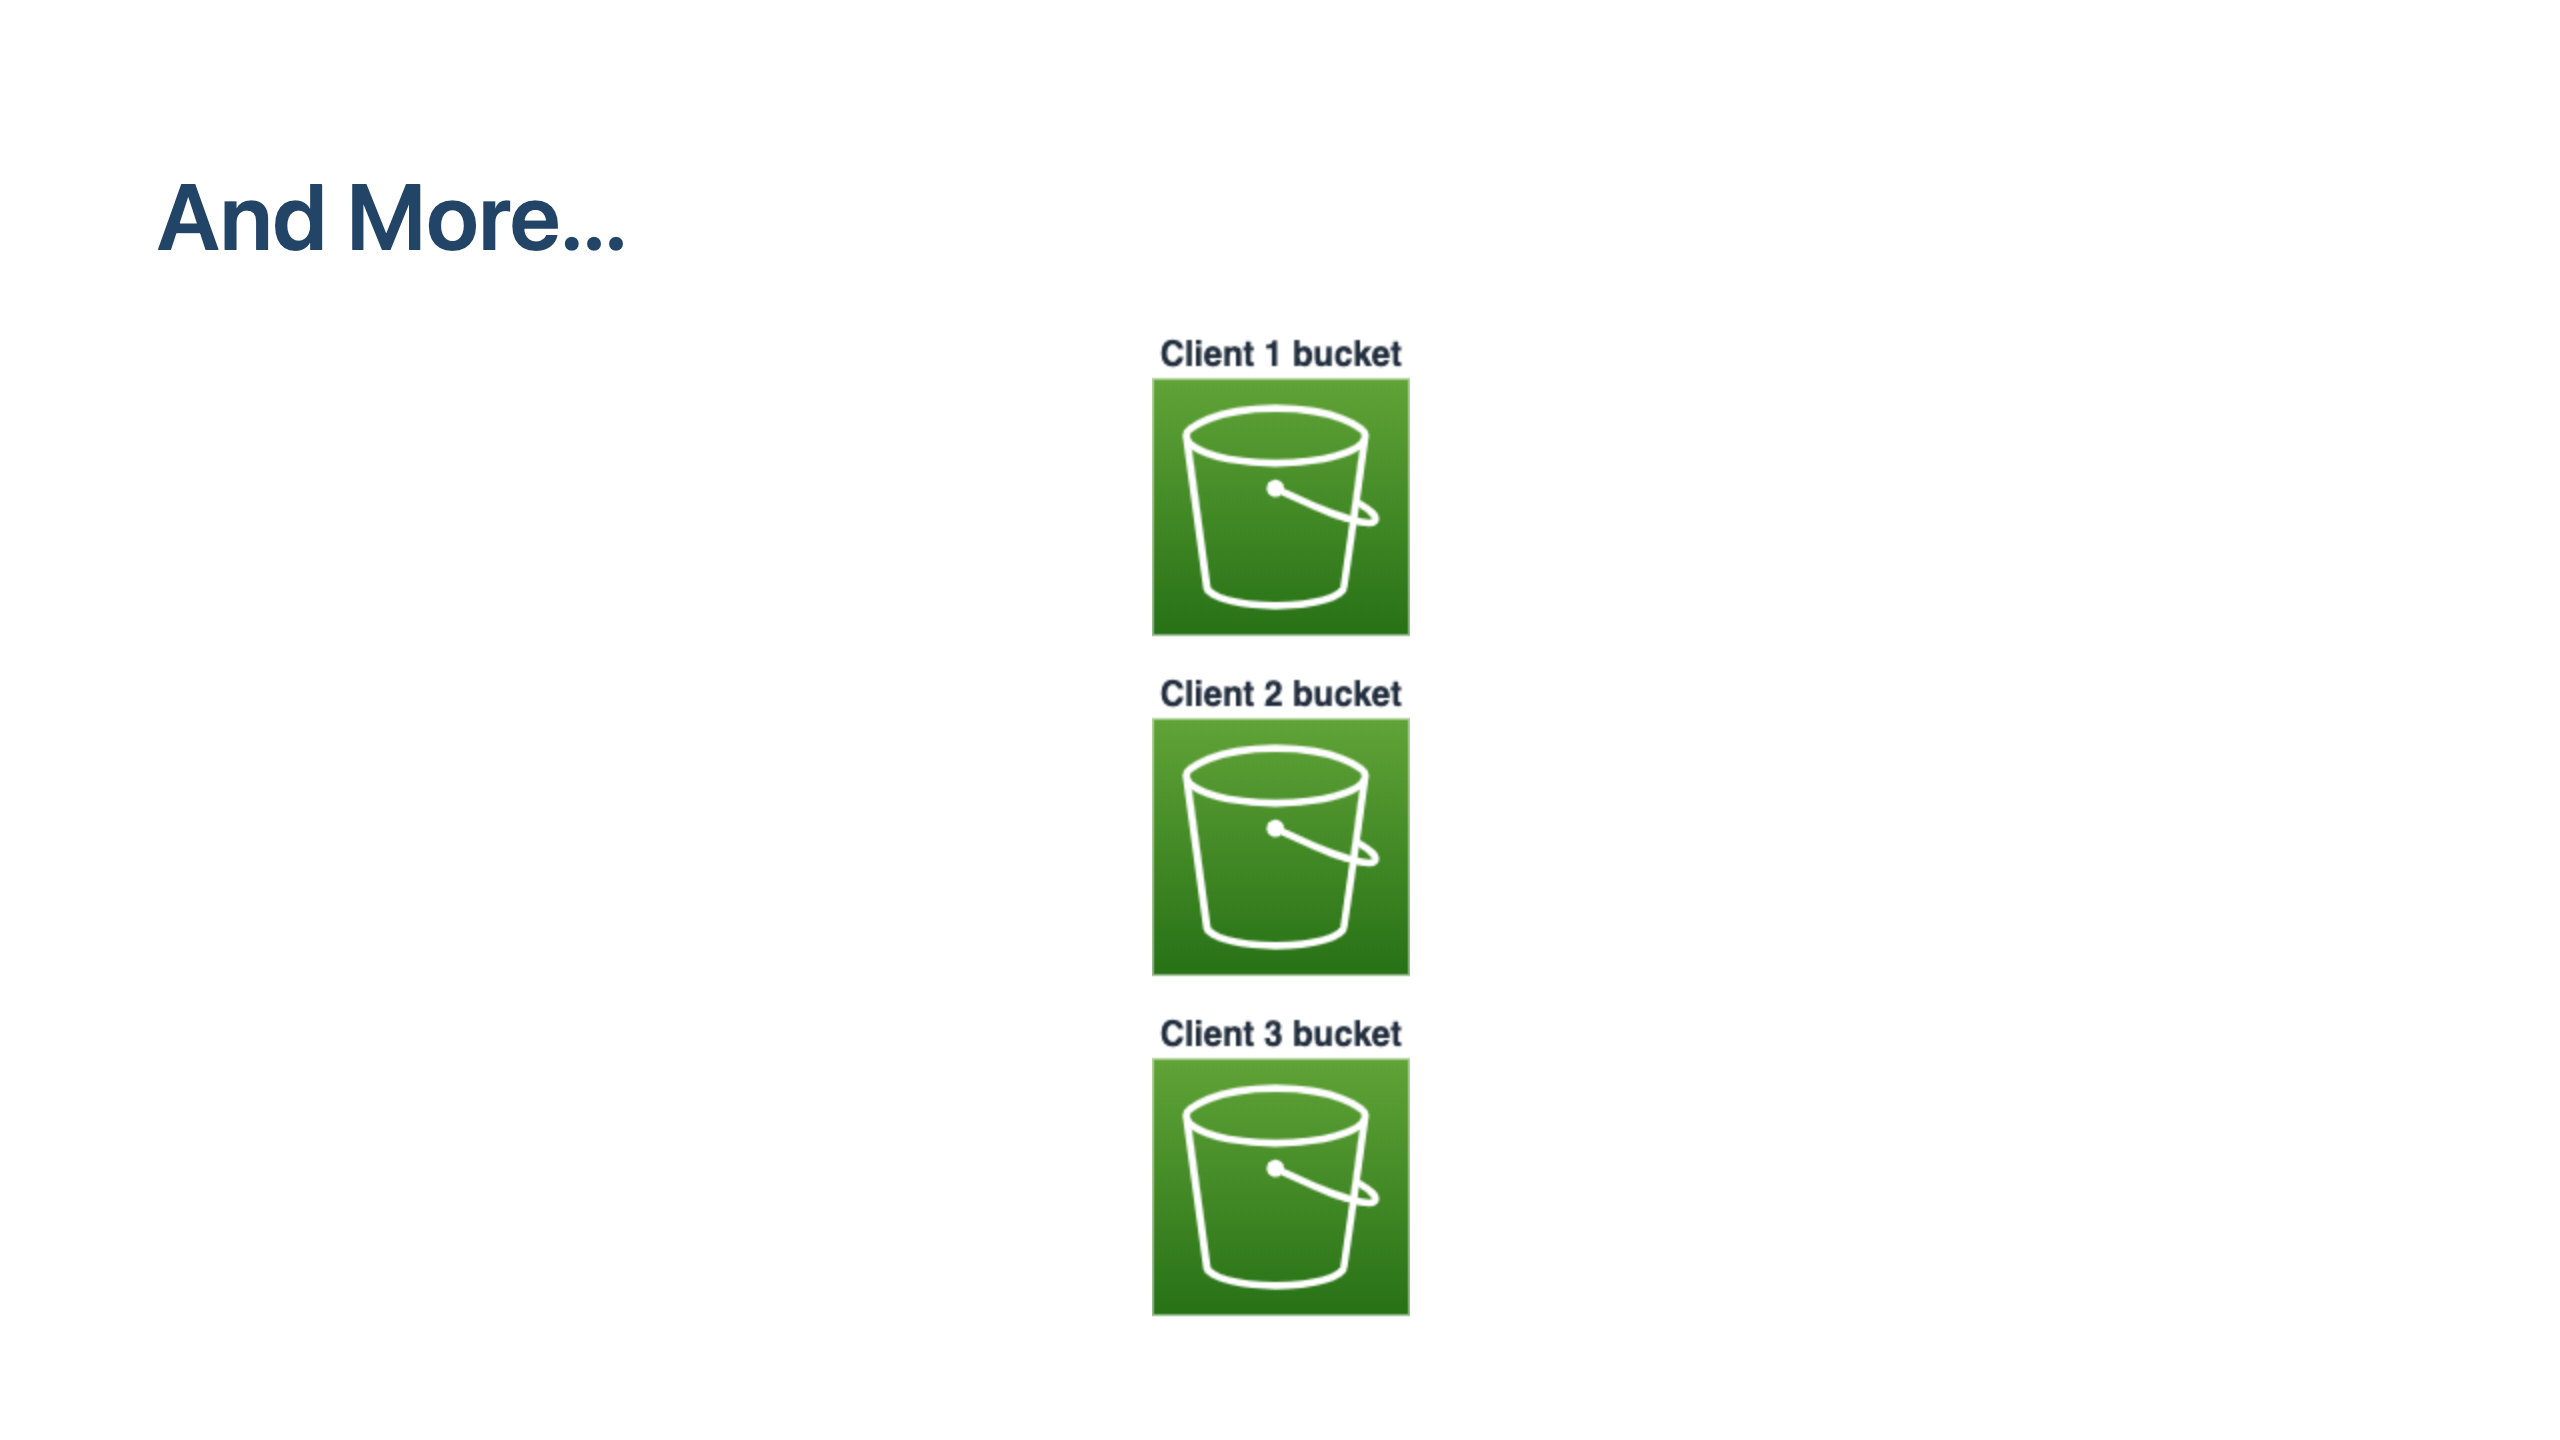 And More...
Client 1 bucket
Client 2 bucket
Client 3 bucket